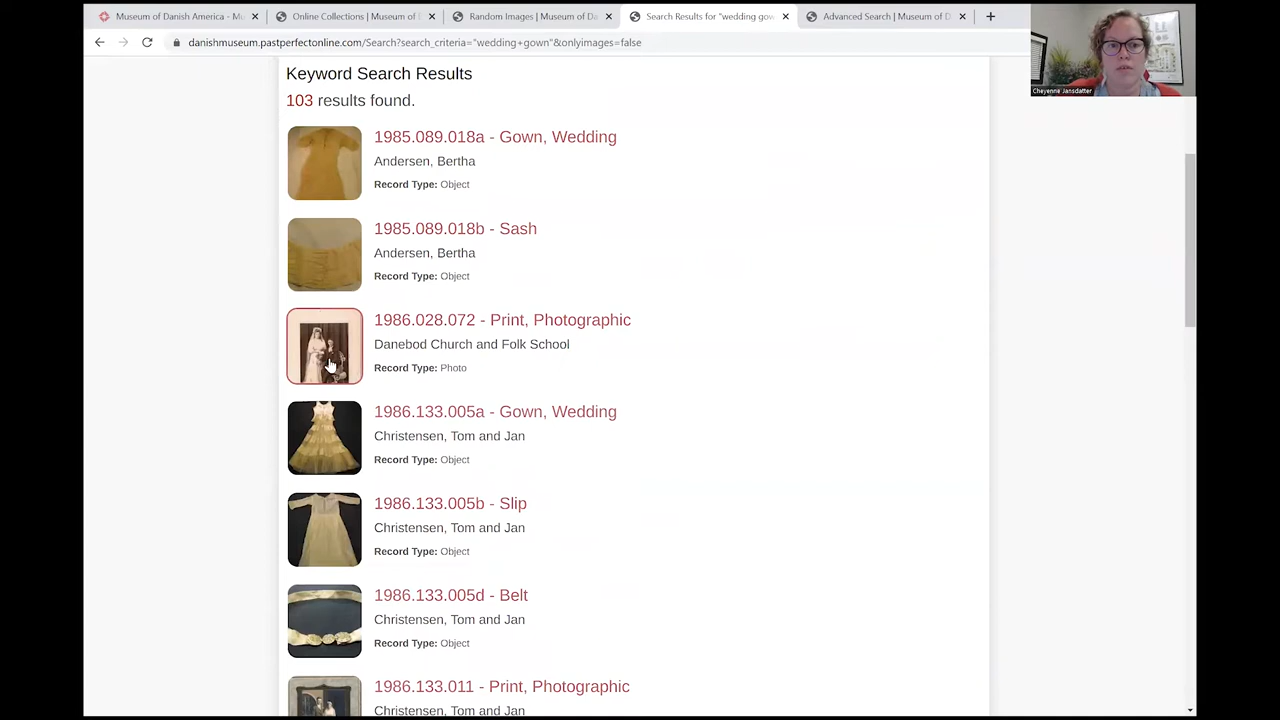 Museum of Danish America - Mu
Online Collections | Museum of D
Random Images | Museum of Da
Search Results for "wedding gow
Advanced Search | Museum of D
danishmuseum.pastperfectonline.com/Search?search_criteria="wedding+gown"&onlyimages=false
Cheyenne Jansdatter
Keyword Search Results
103 results found.
1985.089.018a - Gown, Wedding
Andersen, Bertha
Record Type: Object
1985.089.018b - Sash
Andersen, Bertha
Record Type: Object
1986.028.072 - Print, Photographic
Danebod Church and Folk School
Record Type: Photo
1986.133.005a - Gown, Wedding
Christensen, Tom and Jan
Record Type: Object
1986.133.005b - Slip
Christensen, Tom and Jan
Record Type: Object
1986.133.005d - Belt
Christensen, Tom and Jan
Record Type: Object
1986.133.011 - Print, Photographic
Christensen, Tom and Jan